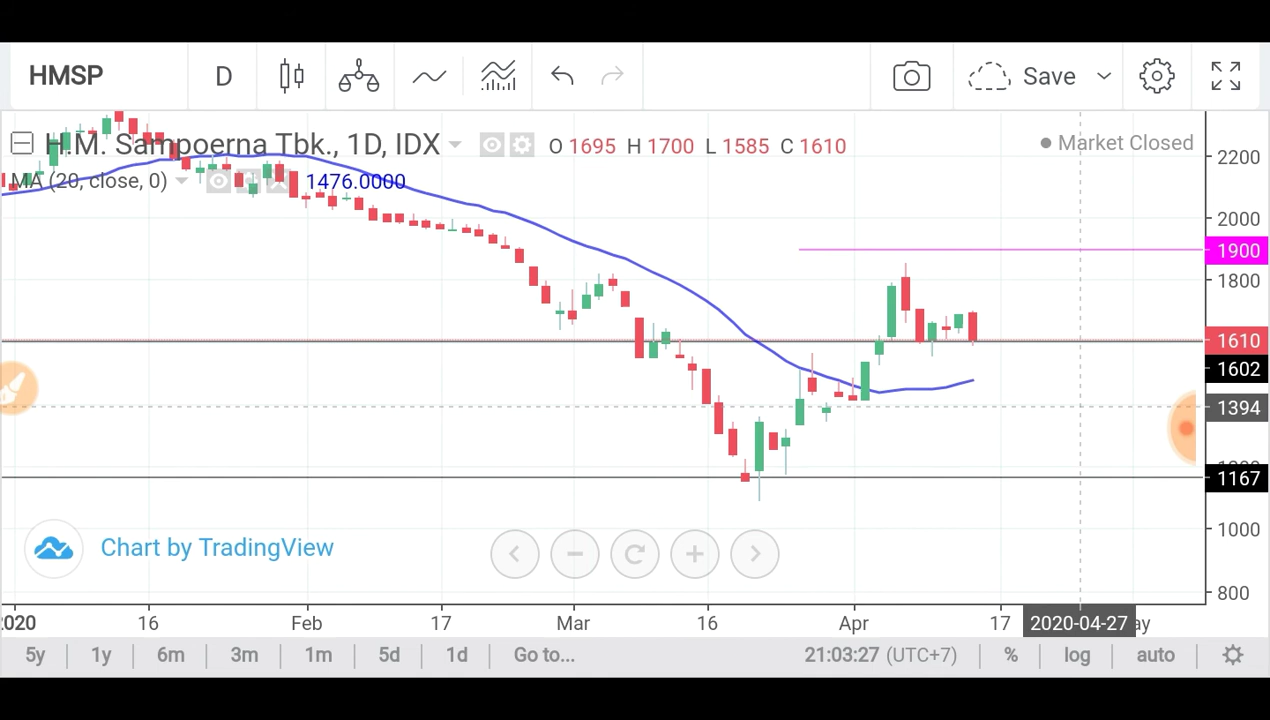 HMSP D Save
H.M. Sampoerna Tbk., 1D, IDX O 1695 H 1700 L 1585 C 1610 Market Closed
MA (20, close, 0) 1476.0000
2200
2000
1900
1800
1610
1602
1394
1167
1000
800
Chart by TradingView
2020 16 Feb 17 Mar 16 Apr 17 2020-04-27
5y 1y 6m 3m 1m 5d 1d Go to... 21:03:27 (UTC+7) % log auto